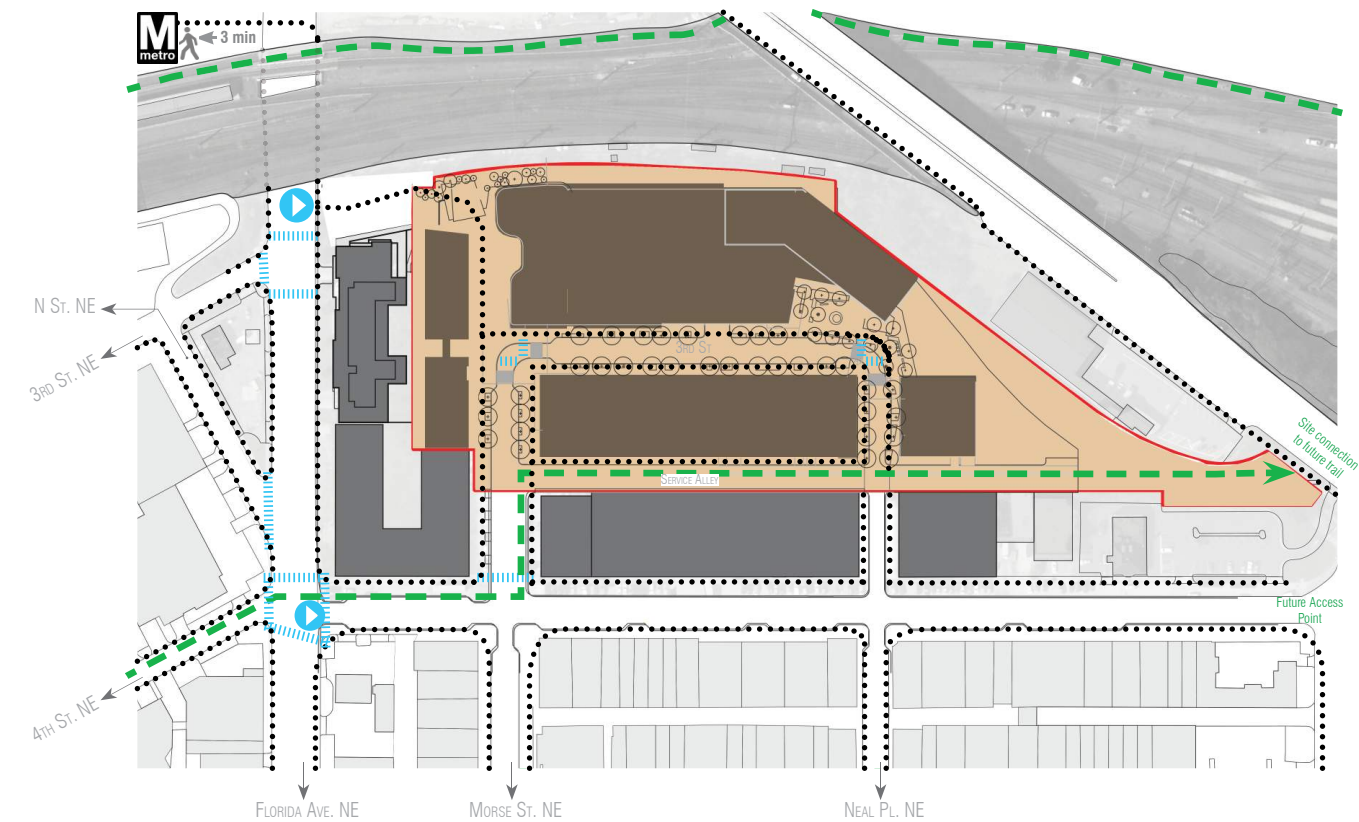 M
metro
3 min
N St. NE
3rd St. NE
3rd St
Site connection
to future trail
Service Alley
Future Access
Point
4th St. NE
Florida Ave. NE
Morse St. NE
Neal Pl. NE